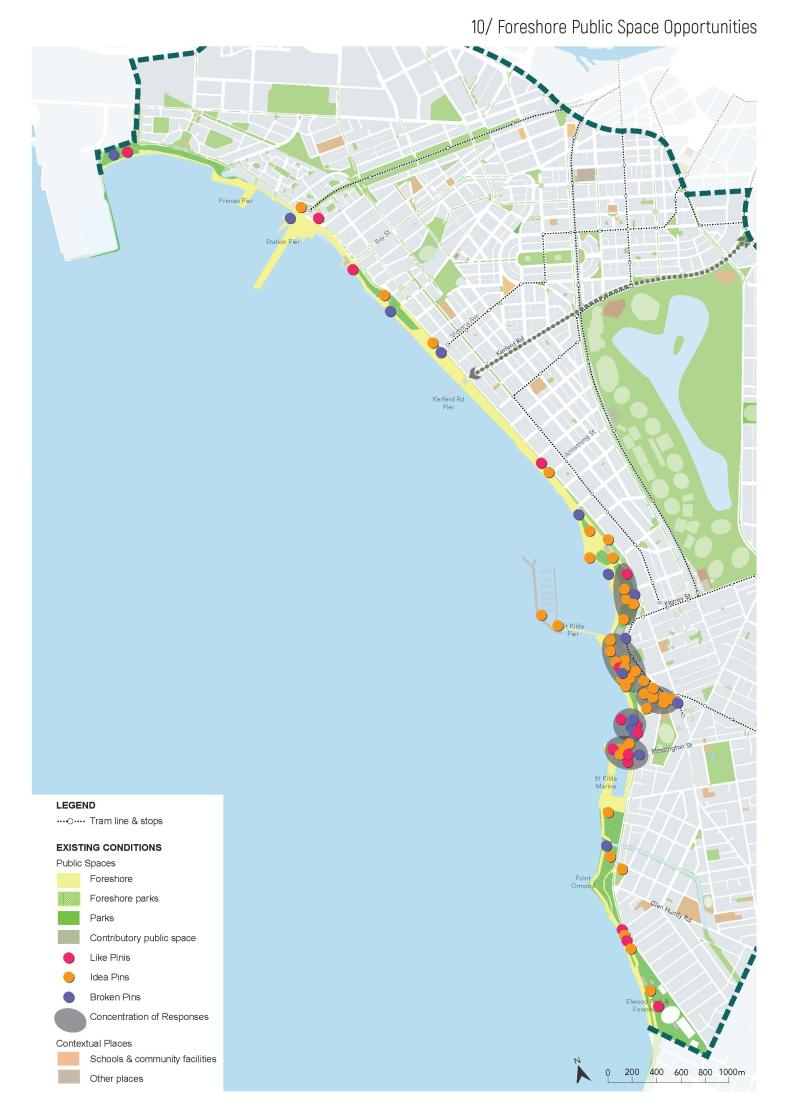 10/ Foreshore Public Space Opportunities
Princes Pier
Station Pier
Bay St
Victoria Ave
Kerferd Rd
Kerferd Rd
Pier
Armstrong St
Fitzroy St
St Kilda
Pier
Blessington St
St Kilda
Marina
Point
Ormond
Glen Huntly Rd
Elwood &
LEGEND
Tram line & stops
EXISTING CONDITIONS
Public Spaces
Foreshore
Foreshore parks
Parks
Contributory public space
Like Pinis
Idea Pins
Broken Pins
Concentration of Responses
Contextual Places
Schools & community facilities
Other places
N
0 200 400 600 800 1000m